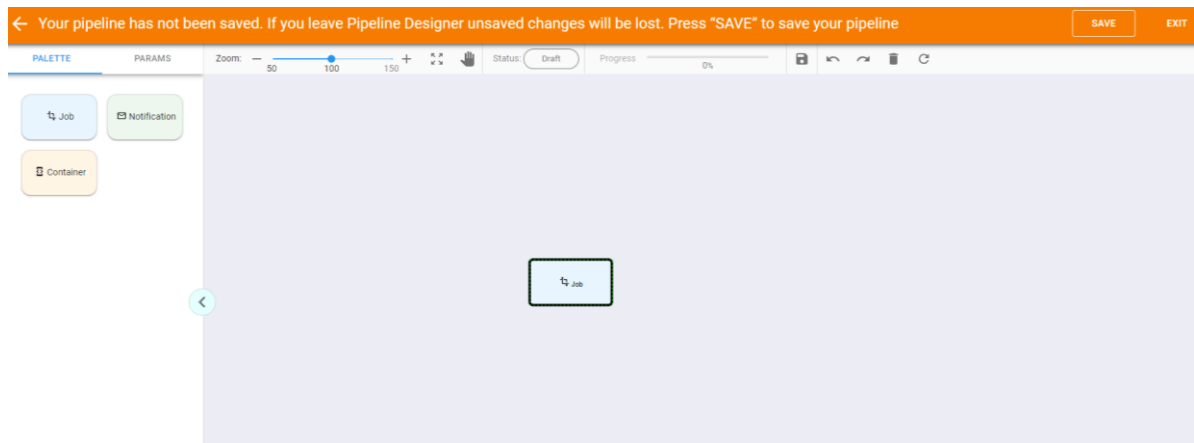 Your pipeline has not been saved. If you leave Pipeline Designer unsaved changes will be lost. Press "SAVE" to save your pipeline
SAVE
EXIT
PALETTE
PARAMS
Zoom:
50
100
150
Status:
Draft
Progress
0%
Job
Notification
Container
Job